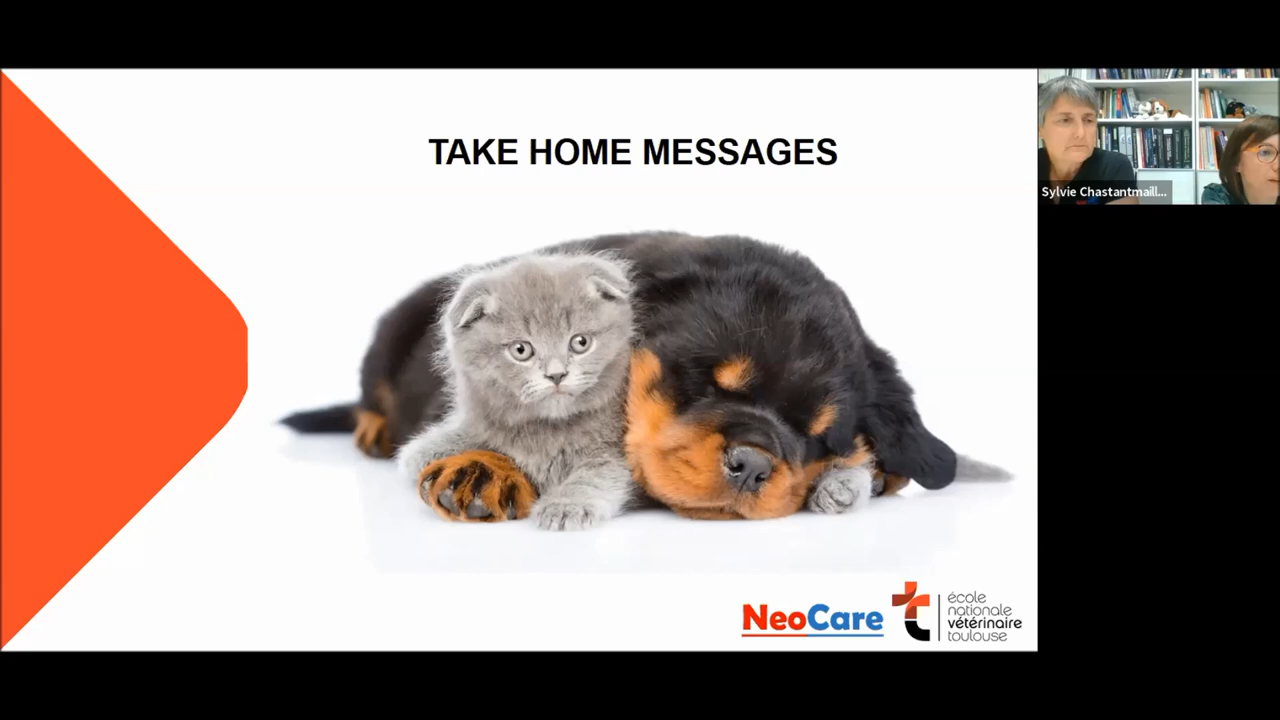 TAKE HOME MESSAGES
Sylvie Chastantmaill...
NeoCare
école
nationale
vétérinaire
toulouse